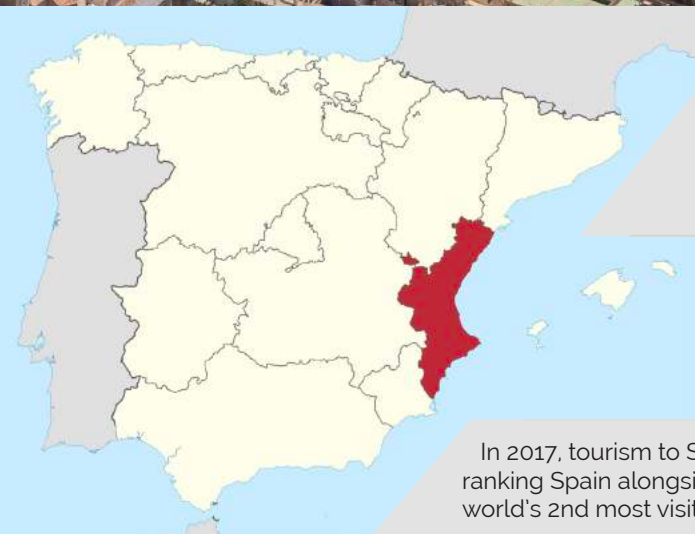 In 2017, tourism to S
ranking Spain alongsi
world's 2nd most visit